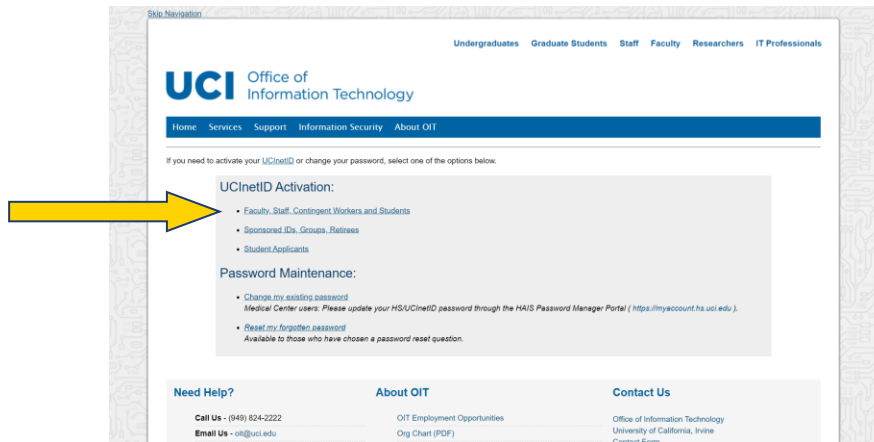 Skip Navigation
Undergraduates Graduate Students Staff Faculty Researchers IT Professionals
UCI Office of
Information Technology
Home Services Support Information Security About OIT
If you need to activate your UCInetID or change your password, select one of the options below.
UCInetID Activation:
• Faculty, Staff, Contingent Workers and Students
• Sponsored IDs, Groups, Retirees
• Student Applicants
Password Maintenance:
• Change my existing password
Medical Center users: Please update your HS/UCInetID password through the HAIS Password Manager Portal ( https://myaccount.hs.uci.edu ).
• Reset my forgotten password
Available to those who have chosen a password reset question.
Need Help? About OIT Contact Us
Call Us - (949) 824-2222 OIT Employment Opportunities Office of Information Technology
Email Us - oit@uci.edu Org Chart (PDF) University of California, Irvine
Contact Form